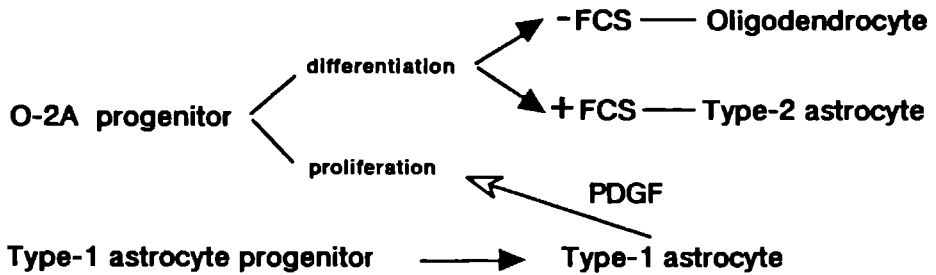 -FCS Oligodendrocyte
differentiation
O-2A progenitor
+FCS Type-2 astrocyte
proliferation
PDGF
Type-1 astrocyte progenitor Type-1 astrocyte